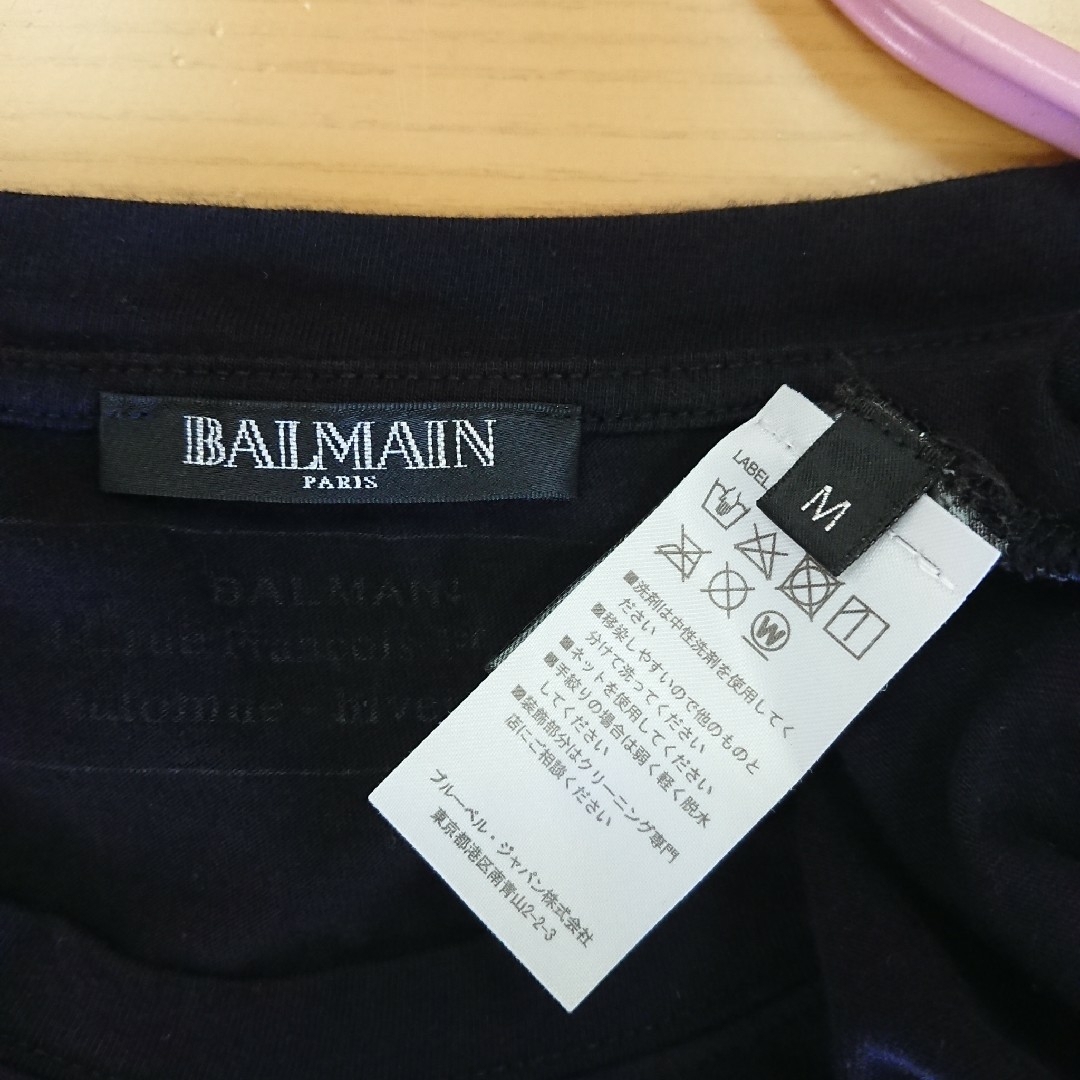 BALMAIN
PARIS
M
LABEL
W
■洗剤は中性洗剤を使用してく
ださい
■移染しやすいので他のものと
分けて洗ってください
■ネットを使用してください
■手絞りの場合は弱く軽く脱水
してください
■装飾部分はクリーニング専門
店にご相談ください
ブルーベル・ジャパン株式会社
東京都港区南青山2-2-3
BALMAIN